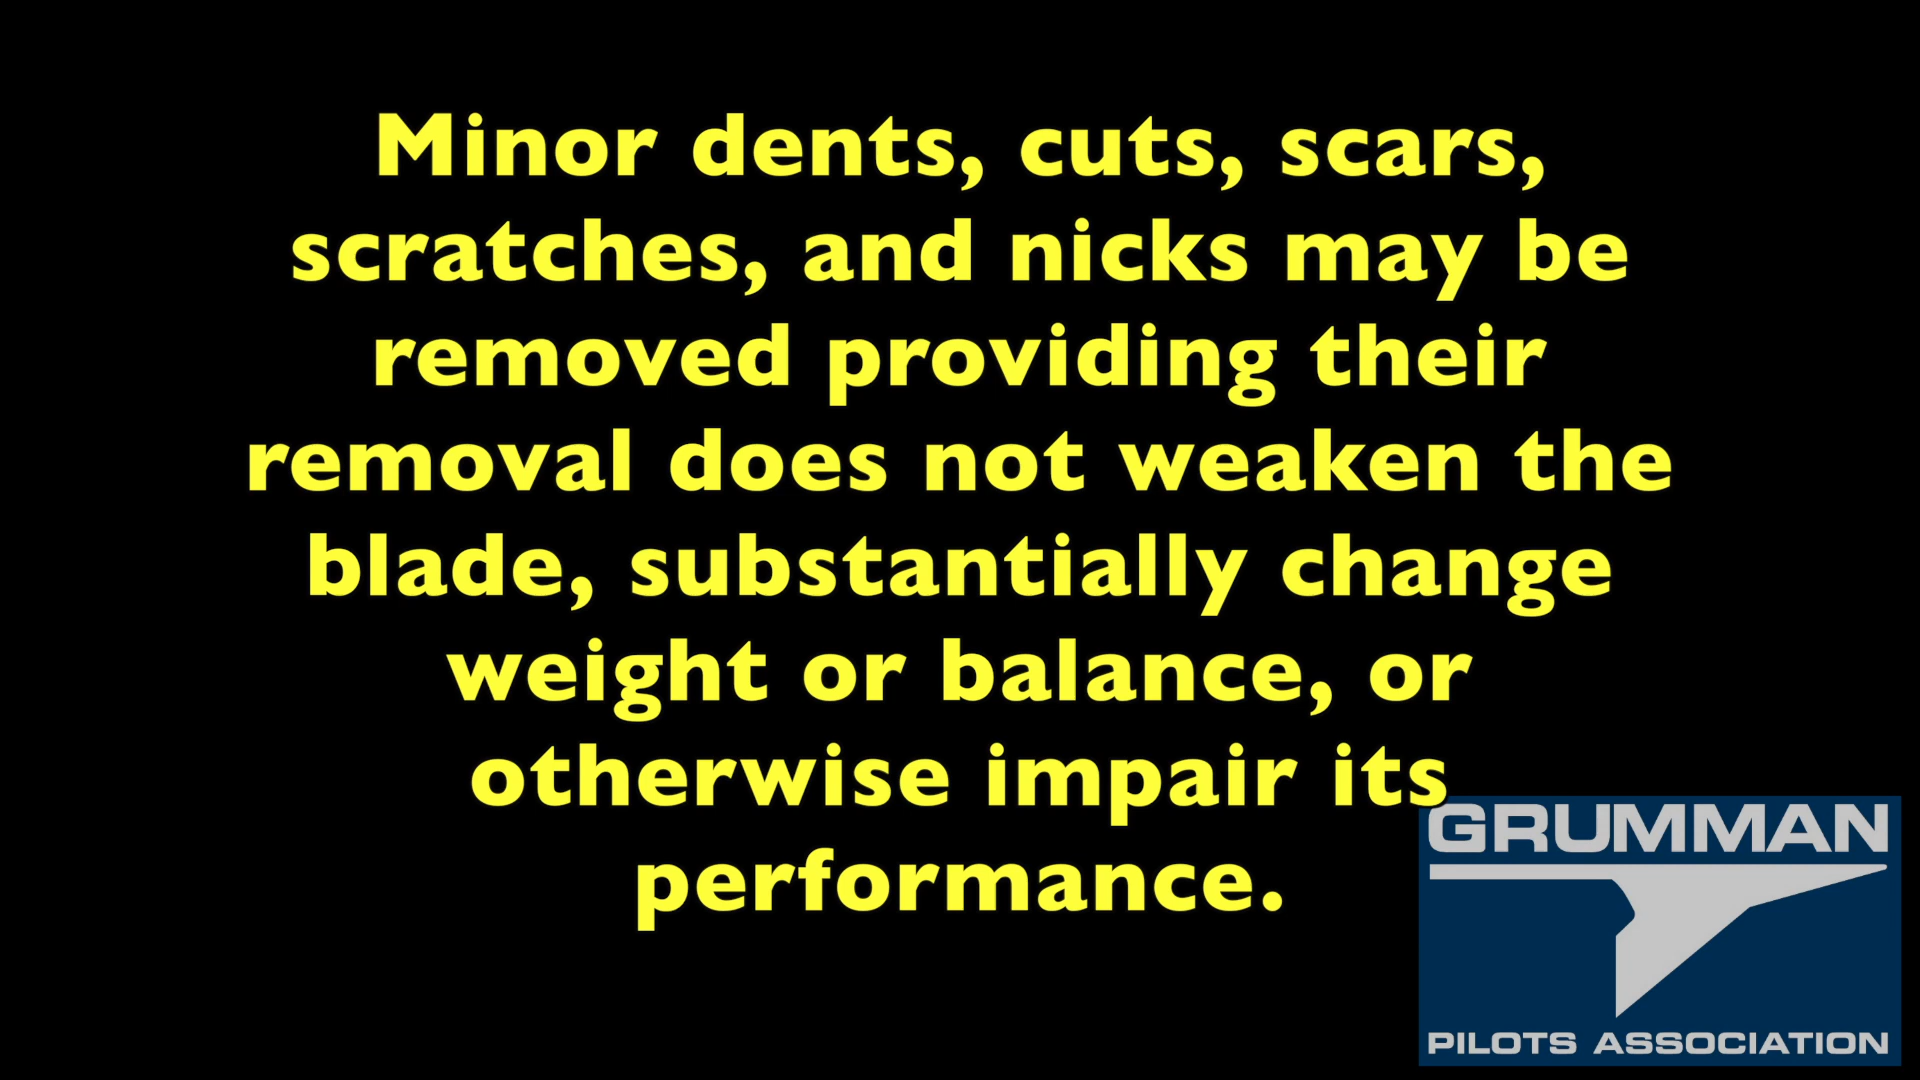 Minor dents, cuts, scars,
scratches, and nicks may be
removed providing their
removal does not weaken the
blade, substantially change
weight or balance, or
otherwise impair its
performance.
GRUMMAN
PILOTS ASSOCIATION